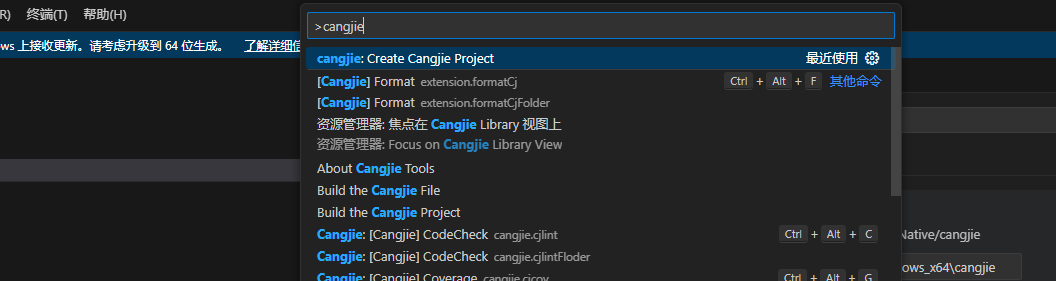 R) 终端(T) 帮助(H)
>cangjie
ws 上接收更新。请考虑升级到 64 位生成。 了解详细信
cangjie: Create Cangjie Project 最近使用
[Cangjie] Format extension.formatCj Ctrl + Alt + F 其他命令
[Cangjie] Format extension.formatCjFolder
资源管理器: 焦点在 Cangjie Library 视图上
资源管理器: Focus on Cangjie Library View
About Cangjie Tools
Build the Cangjie File
Build the Cangjie Project
Cangjie: [Cangjie] CodeCheck cangjie.cjlint Ctrl + Alt + C
Native/cangjie
Cangjie: [Cangjie] CodeCheck cangjie.cjlintFloder
ows_x64\cangjie
Cangjie: [Cangjie] Coverage cangjie.cjcov Ctrl + Alt + G